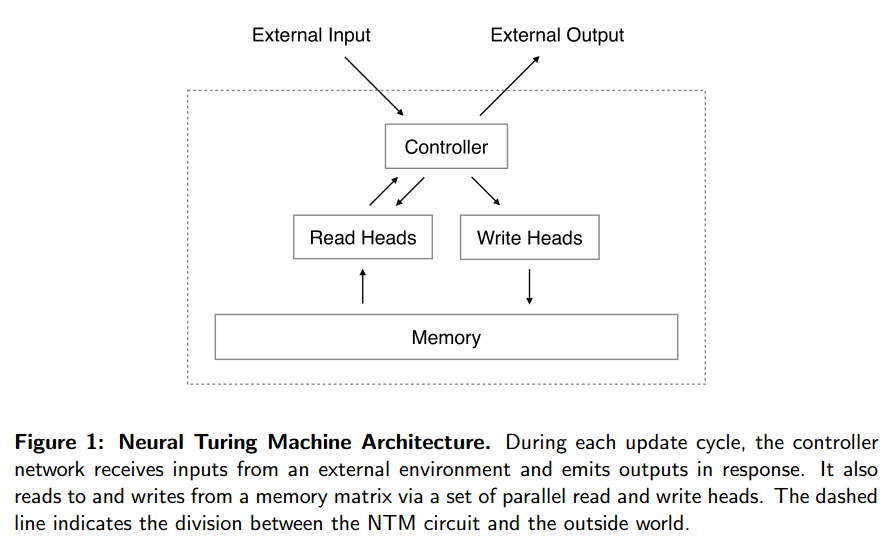 External Input
External Output
Controller
Read Heads
Write Heads
Memory
Figure 1: Neural Turing Machine Architecture. During each update cycle, the controller
network receives inputs from an external environment and emits outputs in response. It also
reads to and writes from a memory matrix via a set of parallel read and write heads. The dashed
line indicates the division between the NTM circuit and the outside world.